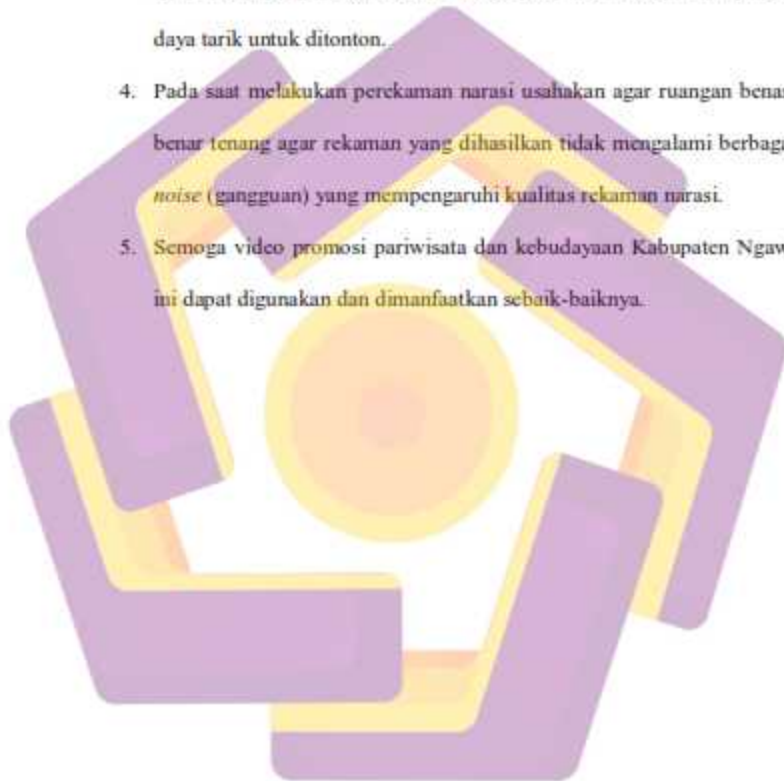 daya tarik untuk ditonton.
4. Pada saat melakukan perekaman narasi usahakan agar ruangan benar
benar tenang agar rekaman yang dihasilkan tidak mengalami berbaga
noise (gangguan) yang mempengaruhi kualitas rekaman narasi.
5. Semoga video promosi pariwisata dan kebudayaan Kabupaten Ngaw
ini dapat digunakan dan dimanfaatkan sebaik-baiknya.